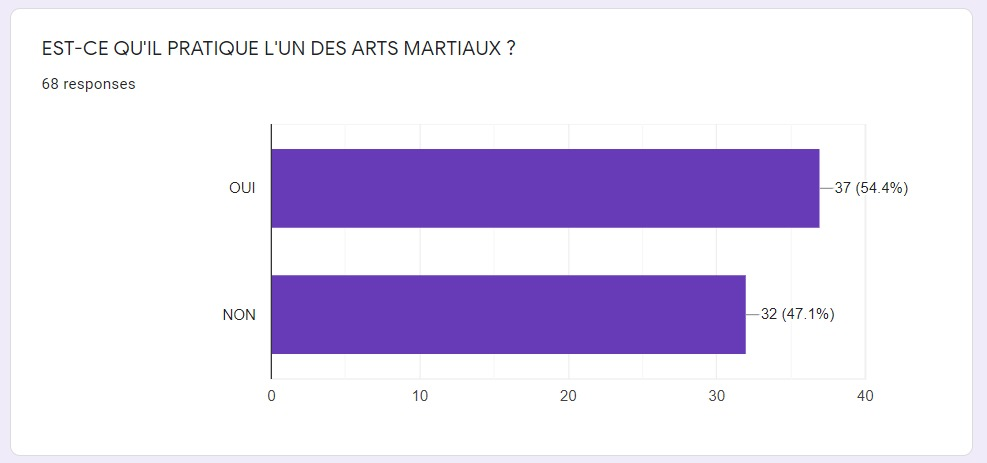 EST-CE QU'IL PRATIQUE L'UN DES ARTS MARTIAUX ?
68 responses
OUI
37 (54.4%)
NON
32 (47.1%)
0 10 20 30 40